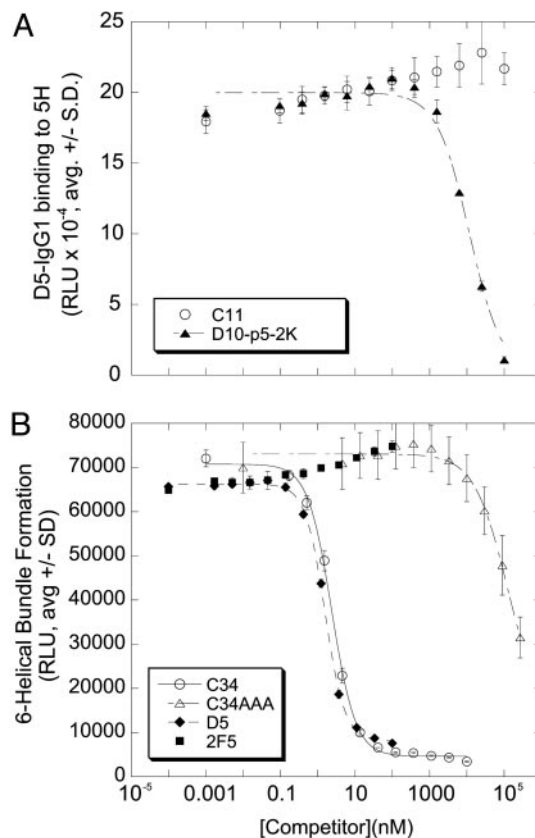 A
D5-IgG1 binding to 5H
(RLU x 10⁻⁴, avg. +/- S.D.)
25
20
15
10
5
0
C11
D10-p5-2K
B
6-Helical Bundle Formation
(RLU, avg +/- SD)
80000
70000
60000
50000
40000
30000
20000
10000
0
C34
C34AAA
D5
2F5
10⁻⁵ 0.001 0.1 10 1000 10⁵
[Competitor](nM)